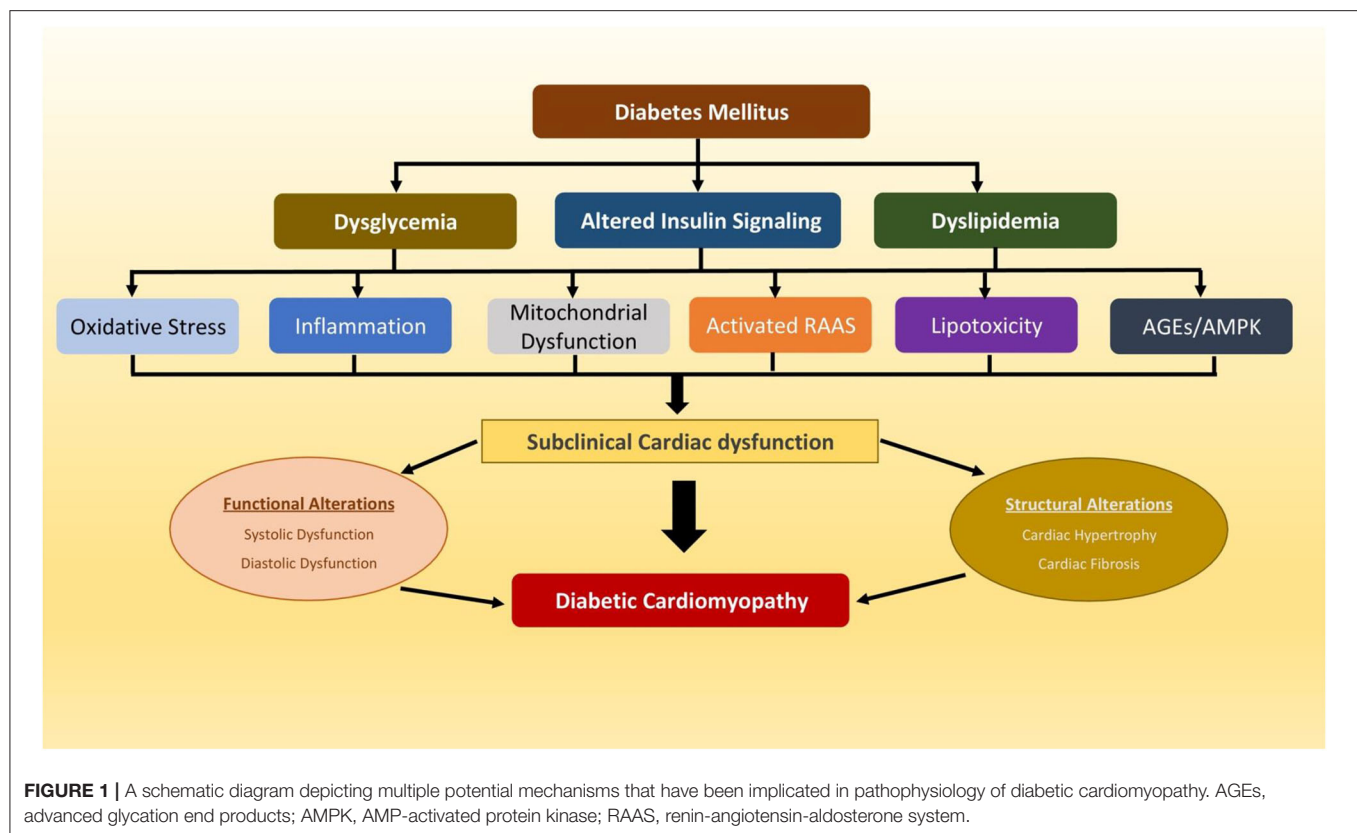 Diabetes Mellitus
Dysglycemia
Altered Insulin Signaling
Dyslipidemia
Oxidative Stress
Inflammation
Mitochondrial
Dysfunction
Activated RAAS
Lipotoxicity
AGEs/AMPK
Subclinical Cardiac dysfunction
Functional Alterations
Systolic Dysfunction
Diastolic Dysfunction
Structural Alterations
Cardiac Hypertrophy
Cardiac Fibrosis
Diabetic Cardiomyopathy
FIGURE 1 | A schematic diagram depicting multiple potential mechanisms that have been implicated in pathophysiology of diabetic cardiomyopathy. AGEs,
advanced glycation end products; AMPK, AMP-activated protein kinase; RAAS, renin-angiotensin-aldosterone system.